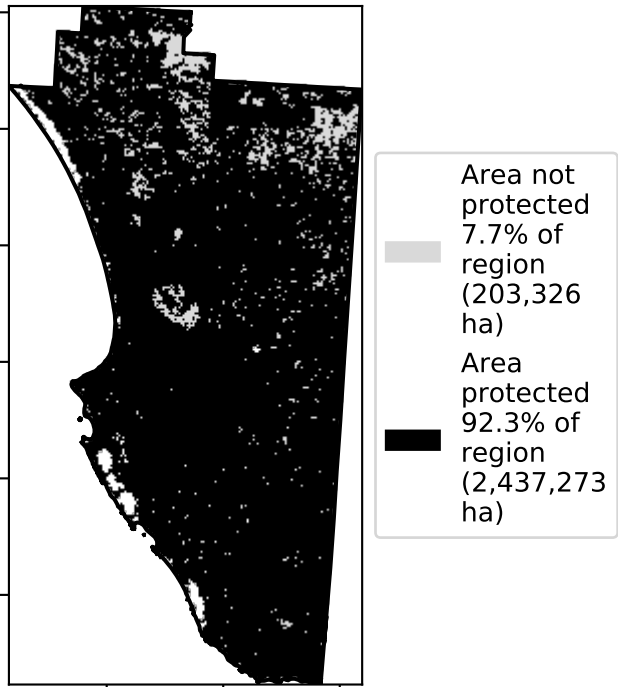 Area not
protected
7.7% of
region
(203,326
ha)
Area
protected
92.3% of
region
(2,437,273
ha)